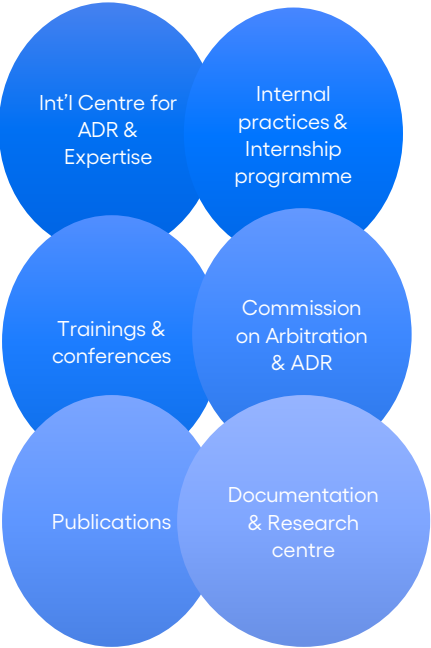 Int'l Centre for
ADR &
Expertise
Internal
practices &
Internship
programme
Trainings &
conferences
Commission
on Arbitration
& ADR
Publications
Documentation
& Research
centre